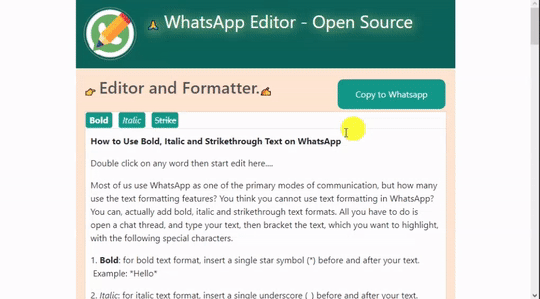 WhatsApp Editor - Open Source
Editor and Formatter.
Copy to Whatsapp
Bold Italic Strike
How to Use Bold, Italic and Strikethrough Text on WhatsApp
Double click on any word then start edit here....
Most of us use WhatsApp as one of the primary modes of communication, but how many
use the text formatting features? You think you cannot use text formatting in WhatsApp?
You can, actually add bold, italic and strikethrough text formats. All you have to do is
open a chat thread, and type your text, then bracket the text, which you want to highlight,
with the following special characters.
1. Bold: for bold text format, insert a single star symbol (*) before and after your text.
Example: *Hello*
2. Italic: for italic text format, insert a single underscore (_) before and after your text.